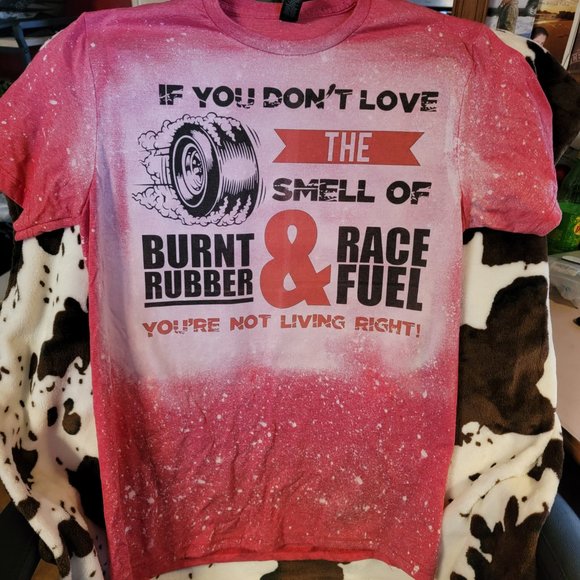 IF YOU DON'T LOVE
THE
SMELL OF
BURNT RUBBER & RACE FUEL
YOU'RE NOT LIVING RIGHT!